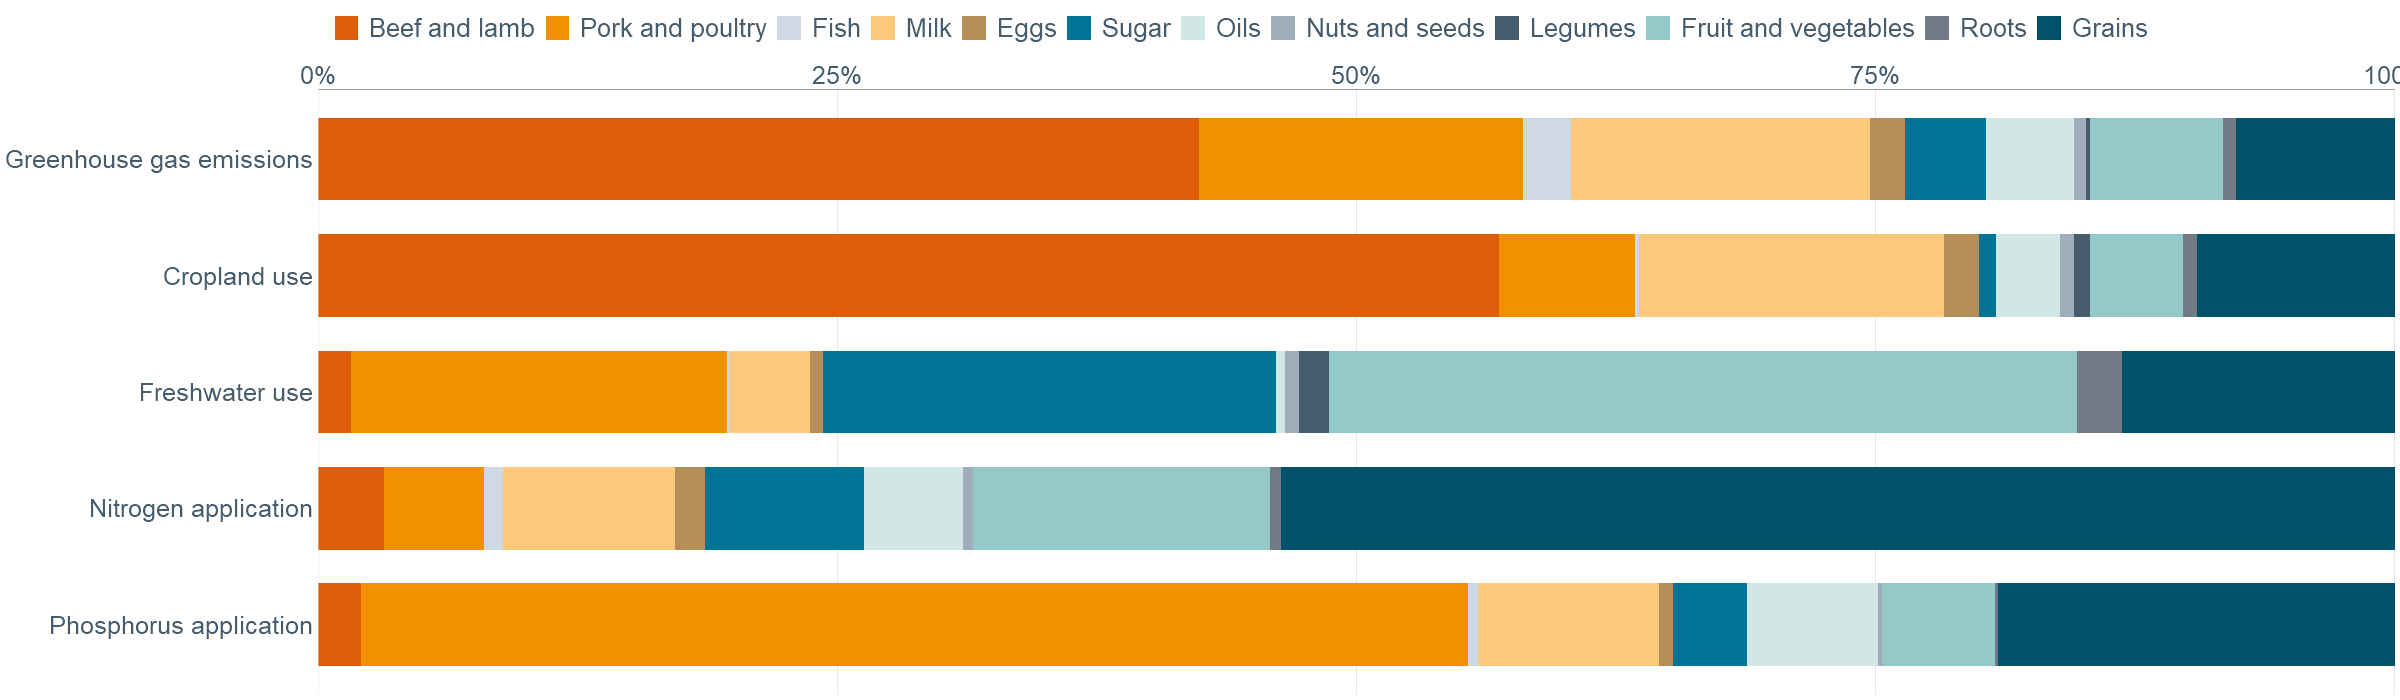 Beef and lamb Pork and poultry Fish Milk Eggs Sugar Oils Nuts and seeds Legumes Fruit and vegetables Roots Grains
0% 25% 50% 75% 100
Greenhouse gas emissions
Cropland use
Freshwater use
Nitrogen application
Phosphorus application